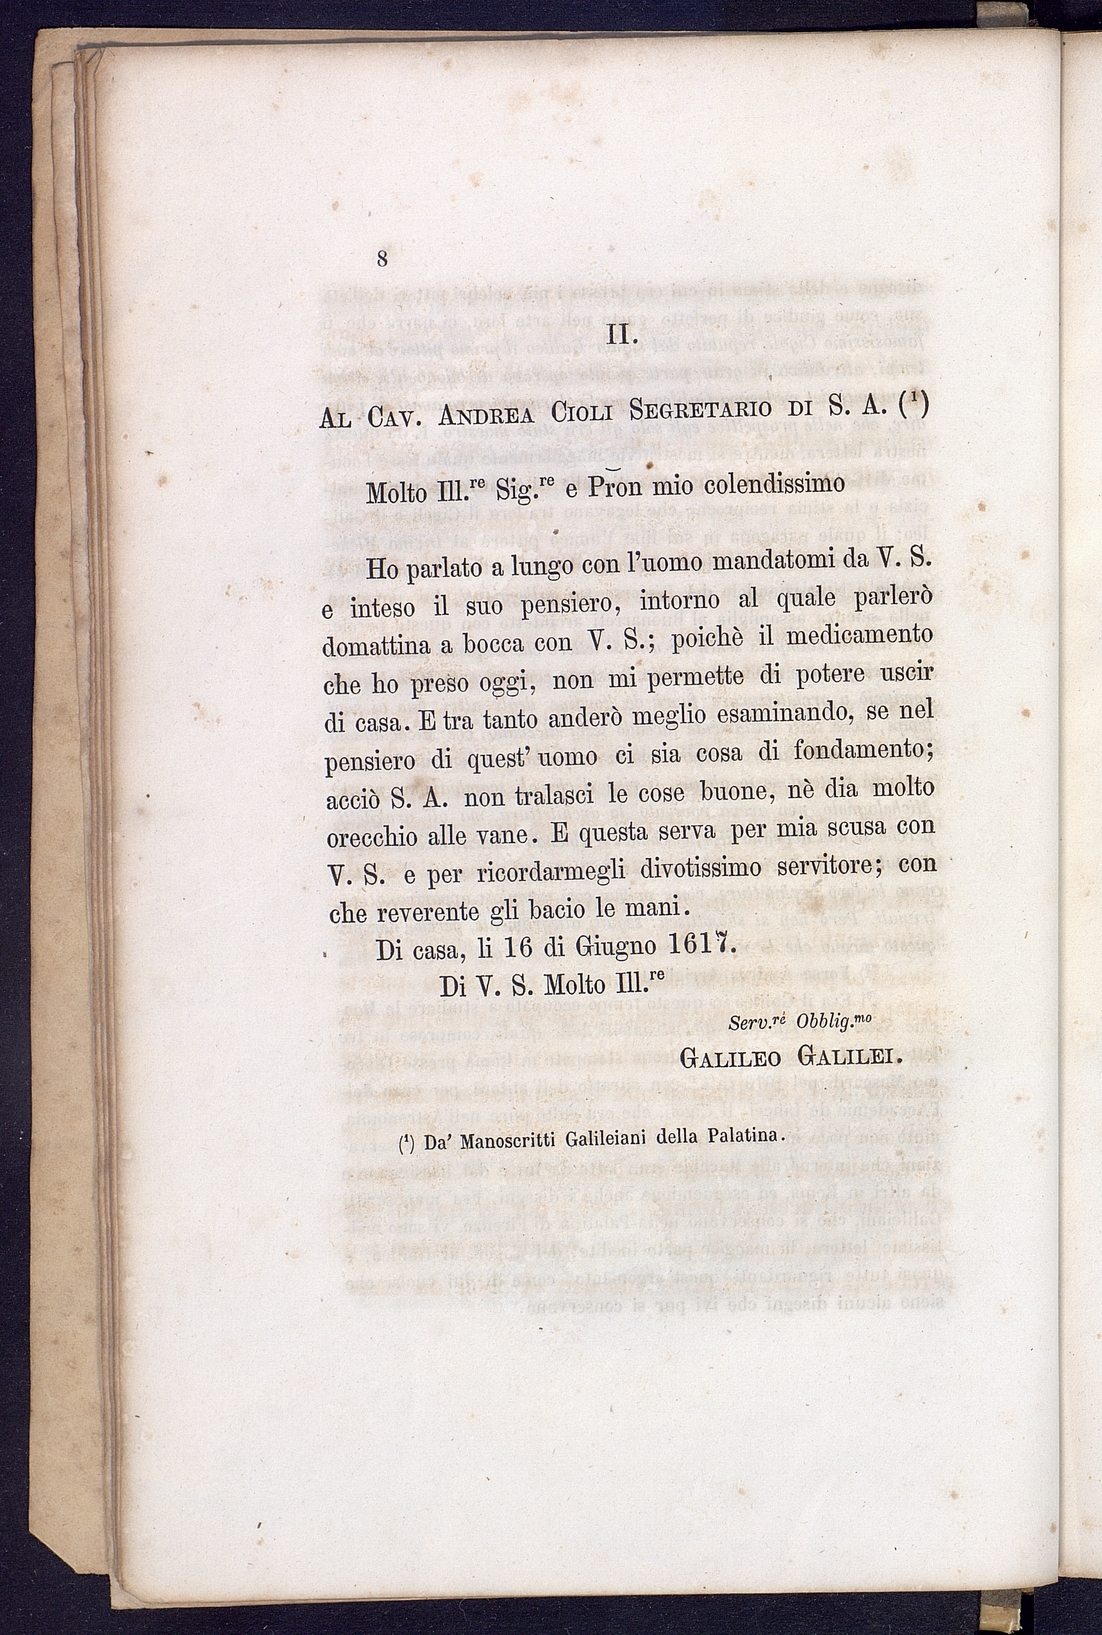 8
II.
AL CAV. ANDREA CIOLI SEGRETARIO DI S. A. (¹)
Molto Ill.ʳᵉ Sig.ʳᵉ e Pr͠on mio colendissimo
Ho parlato a lungo con l'uomo mandatomi da V. S.
e inteso il suo pensiero, intorno al quale parlerò
domattina a bocca con V. S.; poichè il medicamento
che ho preso oggi, non mi permette di potere uscir
di casa. E tra tanto anderò meglio esaminando, se nel
pensiero di quest' uomo ci sia cosa di fondamento;
acciò S. A. non tralasci le cose buone, nè dia molto
orecchio alle vane. E questa serva per mia scusa con
V. S. e per ricordarmegli divotissimo servitore; con
che reverente gli bacio le mani.
Di casa, li 16 di Giugno 1617.
Di V. S. Molto Ill.ʳᵉ
Serv.ʳᵉ Obblig.ᵐᵒ
GALILEO GALILEI.
(¹) Da' Manoscritti Galileiani della Palatina.